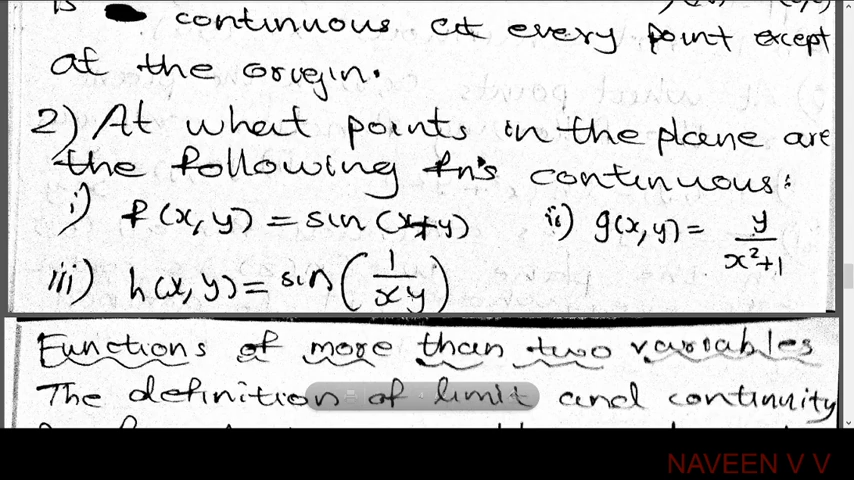 is continuous at every point except
at the origin.
2) At what points in the plane are
the following fn's continuous:
i) f(x, y) = sin(x+y) ii) g(x,y) = y/(x²+1)
iii) h(x, y) = sin(1/xy)
Functions of more than two variables
The definition of limit and continuity
NAVEEN V V